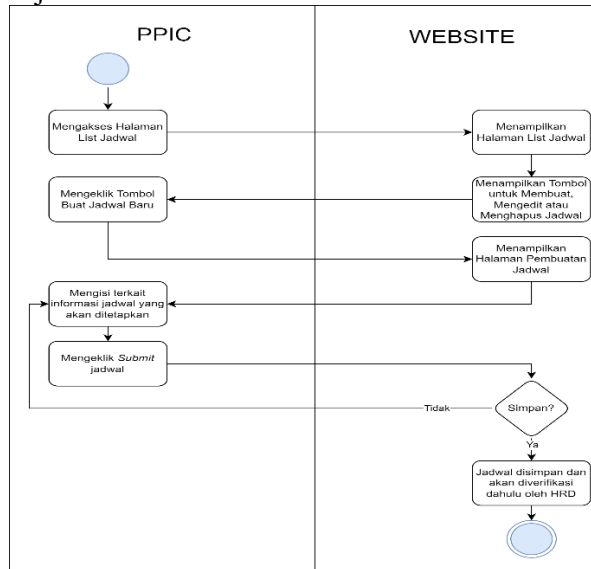 PPIC
WEBSITE
Mengakses Halaman
List Jadwal
Menampilkan
Halaman List Jadwal
Menampilkan Tombol
untuk Membuat,
Mengedit atau
Menghapus Jadwal
Mengeklik Tombol
Buat Jadwal Baru
Menampilkan
Halaman Pembuatan
Jadwal
Mengisi terkait
informasi jadwal yang
akan ditetapkan
Mengeklik Submit
jadwal
Simpan?
Tidak
Ya
Jadwal disimpan dan
akan diverifikasi
dahulu oleh HRD